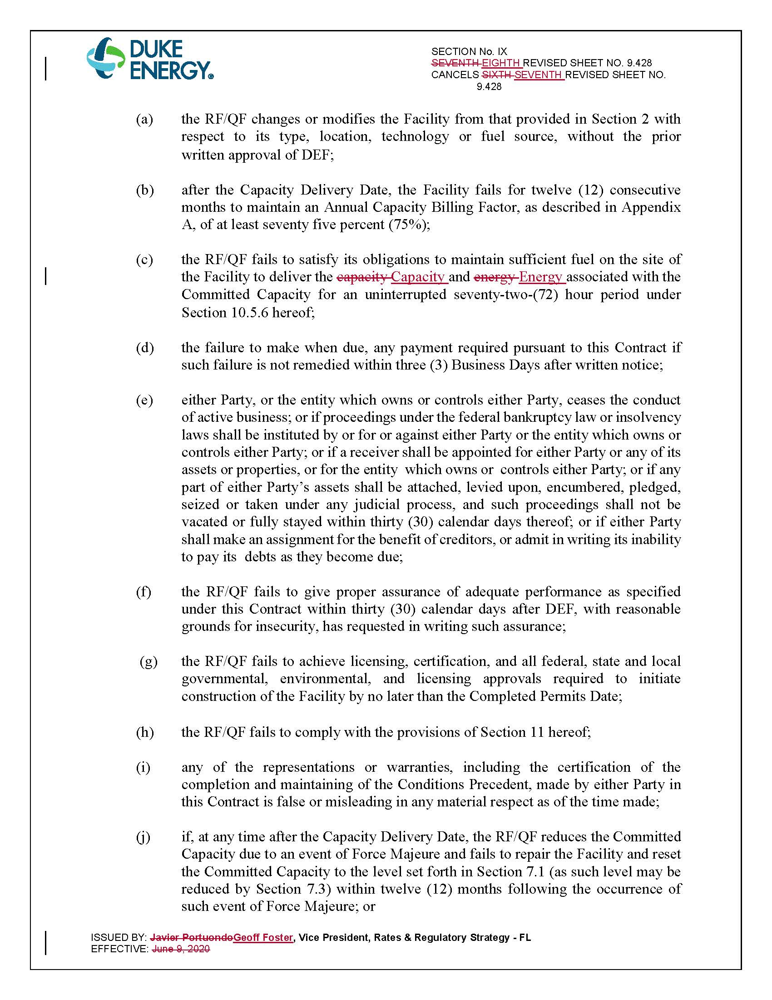 DUKE
ENERGY®
SECTION No. IX
SEVENTH EIGHTH REVISED SHEET NO. 9.428
CANCELS SIXTH SEVENTH REVISED SHEET NO.
9.428
(a) the RF/QF changes or modifies the Facility from that provided in Section 2 with
respect to its type, location, technology or fuel source, without the prior
written approval of DEF;
(b) after the Capacity Delivery Date, the Facility fails for twelve (12) consecutive
months to maintain an Annual Capacity Billing Factor, as described in Appendix
A, of at least seventy five percent (75%);
(c) the RF/QF fails to satisfy its obligations to maintain sufficient fuel on the site of
the Facility to deliver the capacity Capacity and energy Energy associated with the
Committed Capacity for an uninterrupted seventy-two-(72) hour period under
Section 10.5.6 hereof;
(d) the failure to make when due, any payment required pursuant to this Contract if
such failure is not remedied within three (3) Business Days after written notice;
(e) either Party, or the entity which owns or controls either Party, ceases the conduct
of active business; or if proceedings under the federal bankruptcy law or insolvency
laws shall be instituted by or for or against either Party or the entity which owns or
controls either Party; or if a receiver shall be appointed for either Party or any of its
assets or properties, or for the entity which owns or controls either Party; or if any
part of either Party's assets shall be attached, levied upon, encumbered, pledged,
seized or taken under any judicial process, and such proceedings shall not be
vacated or fully stayed within thirty (30) calendar days thereof; or if either Party
shall make an assignment for the benefit of creditors, or admit in writing its inability
to pay its debts as they become due;
(f) the RF/QF fails to give proper assurance of adequate performance as specified
under this Contract within thirty (30) calendar days after DEF, with reasonable
grounds for insecurity, has requested in writing such assurance;
(g) the RF/QF fails to achieve licensing, certification, and all federal, state and local
governmental, environmental, and licensing approvals required to initiate
construction of the Facility by no later than the Completed Permits Date;
(h) the RF/QF fails to comply with the provisions of Section 11 hereof;
(i) any of the representations or warranties, including the certification of the
completion and maintaining of the Conditions Precedent, made by either Party in
this Contract is false or misleading in any material respect as of the time made;
(j) if, at any time after the Capacity Delivery Date, the RF/QF reduces the Committed
Capacity due to an event of Force Majeure and fails to repair the Facility and reset
the Committed Capacity to the level set forth in Section 7.1 (as such level may be
reduced by Section 7.3) within twelve (12) months following the occurrence of
such event of Force Majeure; or
ISSUED BY: Javier PortuondoGeoff Foster, Vice President, Rates & Regulatory Strategy - FL
EFFECTIVE: June 9, 2020